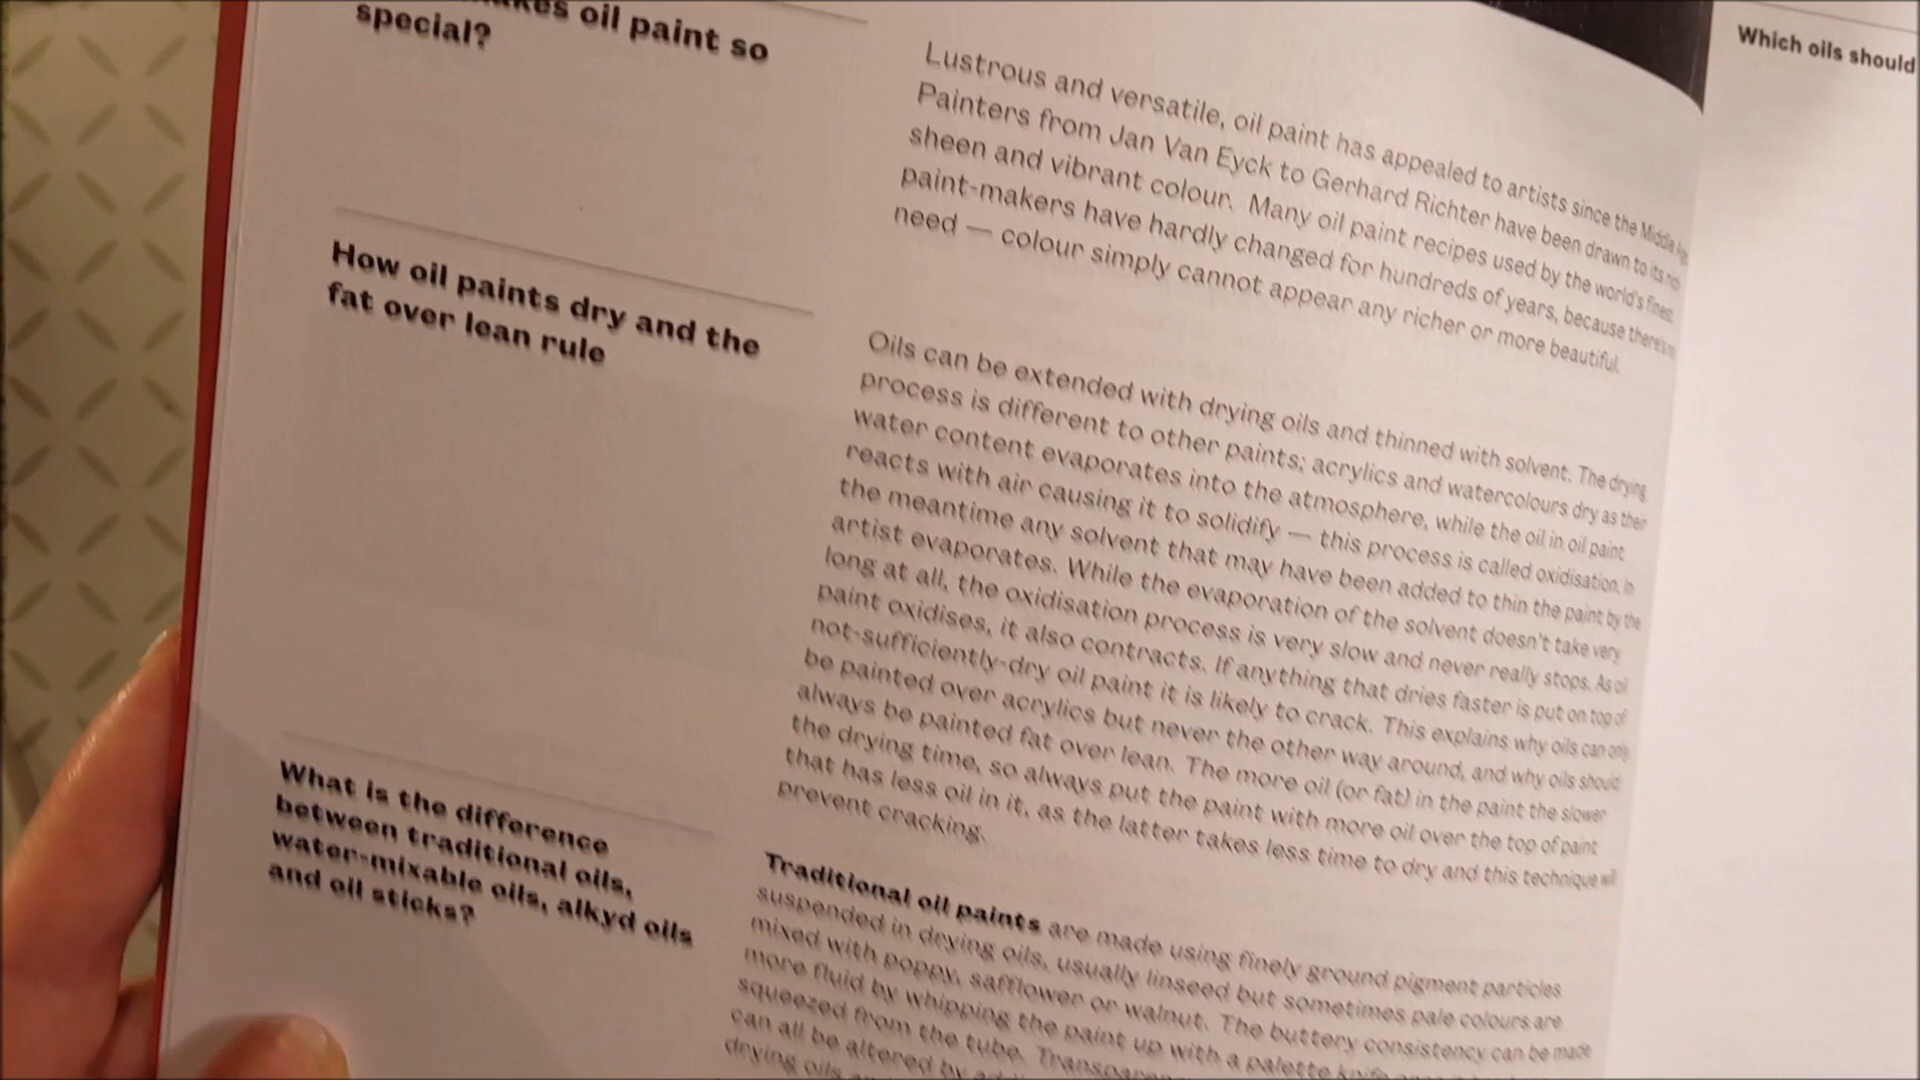 oil paint so
special?
Lustrous and versatile, oil paint has appealed to artists since the Middle
Painters from Jan Van Eyck to Gerhard Richter have been drawn to its
sheen and vibrant colour. Many oil paint recipes used by the world's finest
paint-makers have hardly changed for hundreds of years, because there's no
need — colour simply cannot appear any richer or more beautiful.
How oil paints dry and the
fat over lean rule
Oils can be extended with drying oils and thinned with solvent. The drying
process is different to other paints; acrylics and watercolours dry as their
water content evaporates into the atmosphere, while the oil in oil paint
reacts with air causing it to solidify — this process is called oxidisation. In
the meantime any solvent that may have been added to thin the paint by the
artist evaporates. While the evaporation of the solvent doesn't take very
long at all, the oxidisation process is very slow and never really stops. As oil
paint oxidises, it also contracts. If anything that dries faster is put on top of
not-sufficiently-dry oil paint it is likely to crack. This explains why oils can only
be painted over acrylics but never the other way around, and why oils should
always be painted fat over lean. The more oil (or fat) in the paint the slower
the drying time, so always put the paint with more oil over the top of paint
that has less oil in it, as the latter takes less time to dry and this technique will
prevent cracking.
What is the difference
between traditional oils,
water-mixable oils, alkyd oils
and oil sticks?
Traditional oil paints are made using finely ground pigment particles
suspended in drying oils, usually linseed but sometimes pale colours are
mixed with poppy, safflower or walnut. The buttery consistency can be made
more fluid by whipping the paint up with a palette knife
squeezed from the tube.
can all be altered by
drying oils
Which oils should